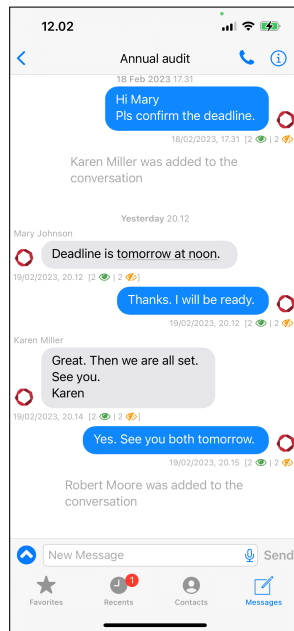 12.02
Annual audit
18 Feb 2023 17.31
Hi Mary
Pls confirm the deadline.
18/02/2023, 17.31 [2 | 2 ]
Karen Miller was added to the
conversation
Yesterday 20.12
Mary Johnson
Deadline is tomorrow at noon.
19/02/2023, 20.12 [2 | 2 ]
Thanks. I will be ready.
19/02/2023, 20.12 [2 | 2 ]
Karen Miller
Great. Then we are all set.
See you.
Karen
19/02/2023, 20.14 [2 | 2 ]
Yes. See you both tomorrow.
19/02/2023, 20.15 [2 | 2 ]
Robert Moore was added to the
conversation
New Message
Send
1
Favorites
Recents
Contacts
Messages